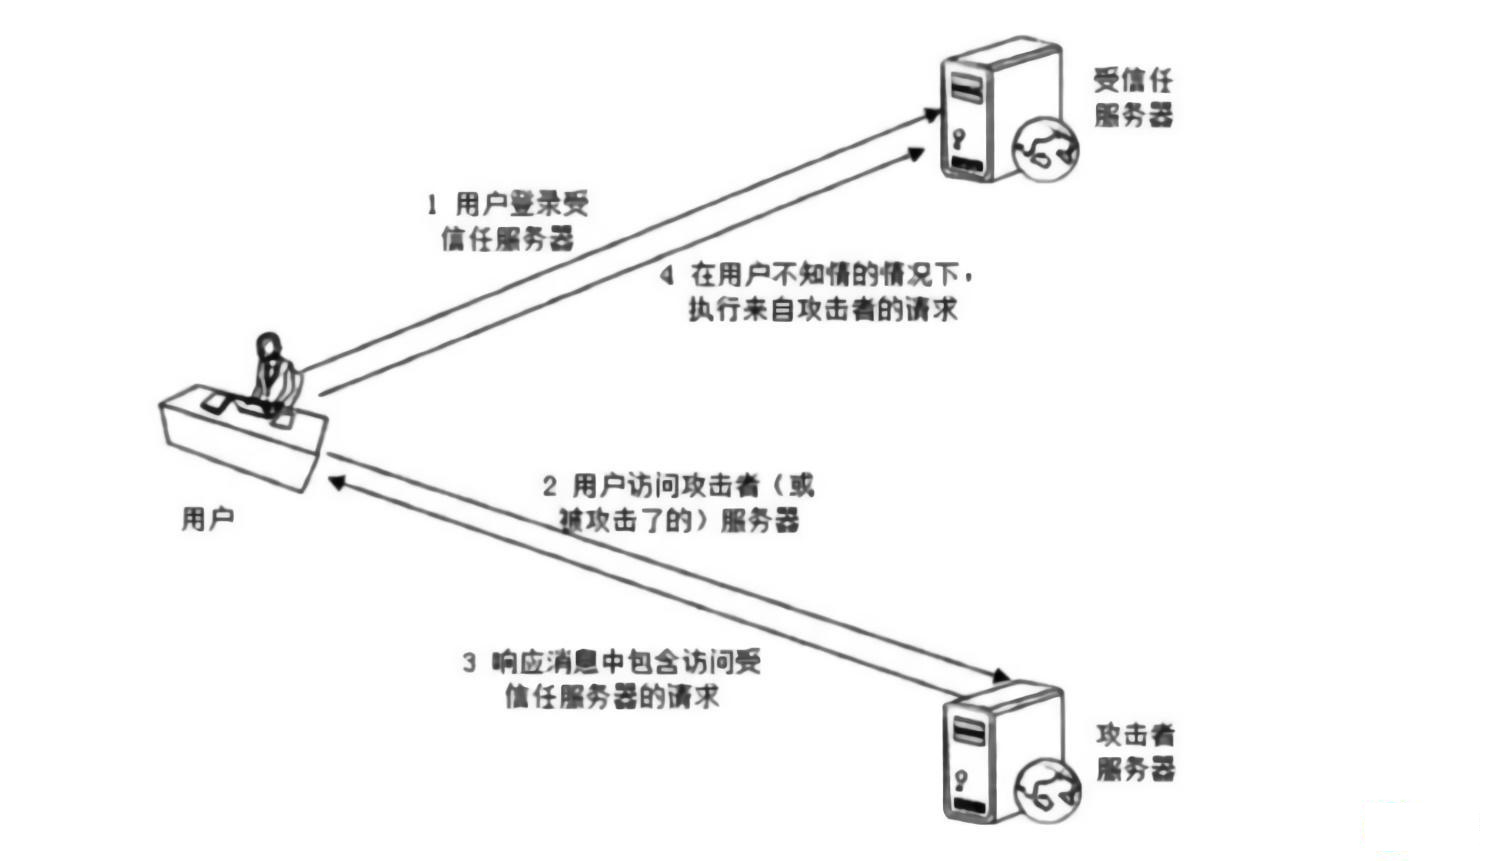 受信任
服务器
1 用户登录受
信任服务器
4 在用户不知情的情况下，
执行来自攻击者的请求
用户
2 用户访问攻击者（或
被攻击了的）服务器
3 响应消息中包含访问受
信任服务器的请求
攻击者
服务器